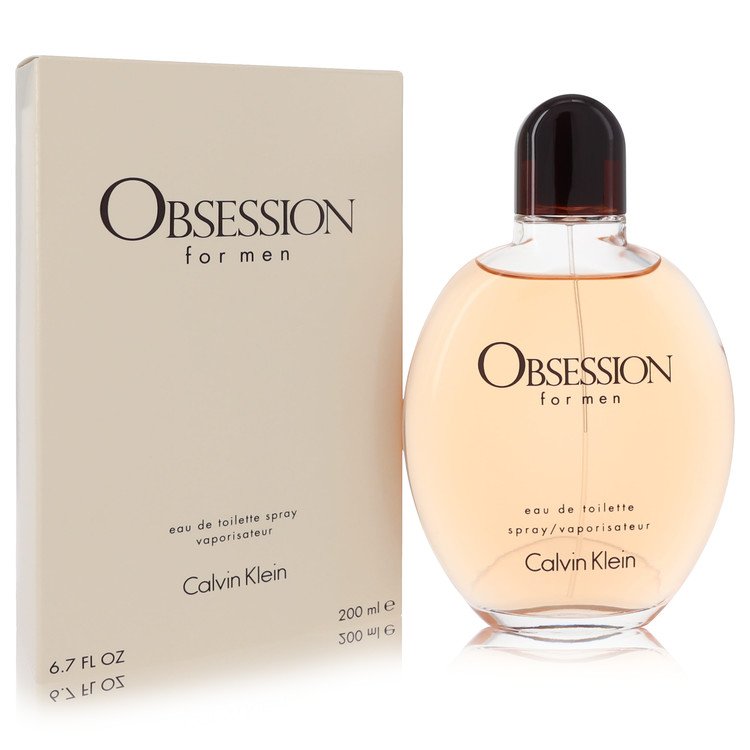 OBSESSION
for men
eau de toilette spray
vaporisateur
Calvin Klein
200 ml e
6.7 FL OZ
OBSESSION
for men
eau de toilette
spray/vaporisateur
Calvin Klein